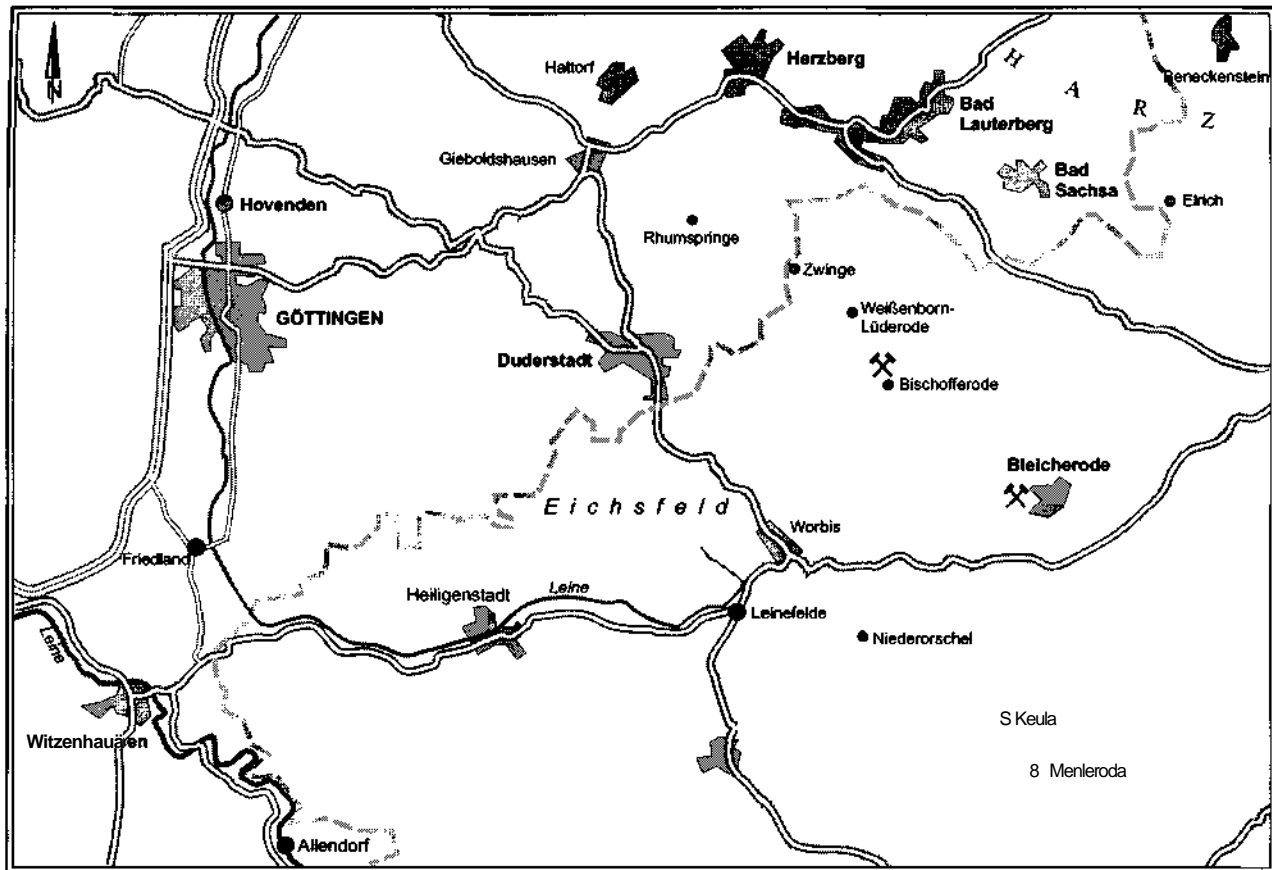 N
Hattorf
Herzberg
H A R Z
Beneckenstein
Bad
Lauterberg
Gieboldshausen
Bad
Sachsa
Hovenden
Elrich
Rhumspringe
Zwinge
GÖTTINGEN
Weißenborn-
Lüderode
Duderstadt
Bischofferode
Bleicherode
Eichsfeld
Worbis
Friedland
Heiligenstadt
Leine
Leinefelde
Leine
Niederorschel
S Keula
Witzenhauäen
8 Menleroda
Allendorf